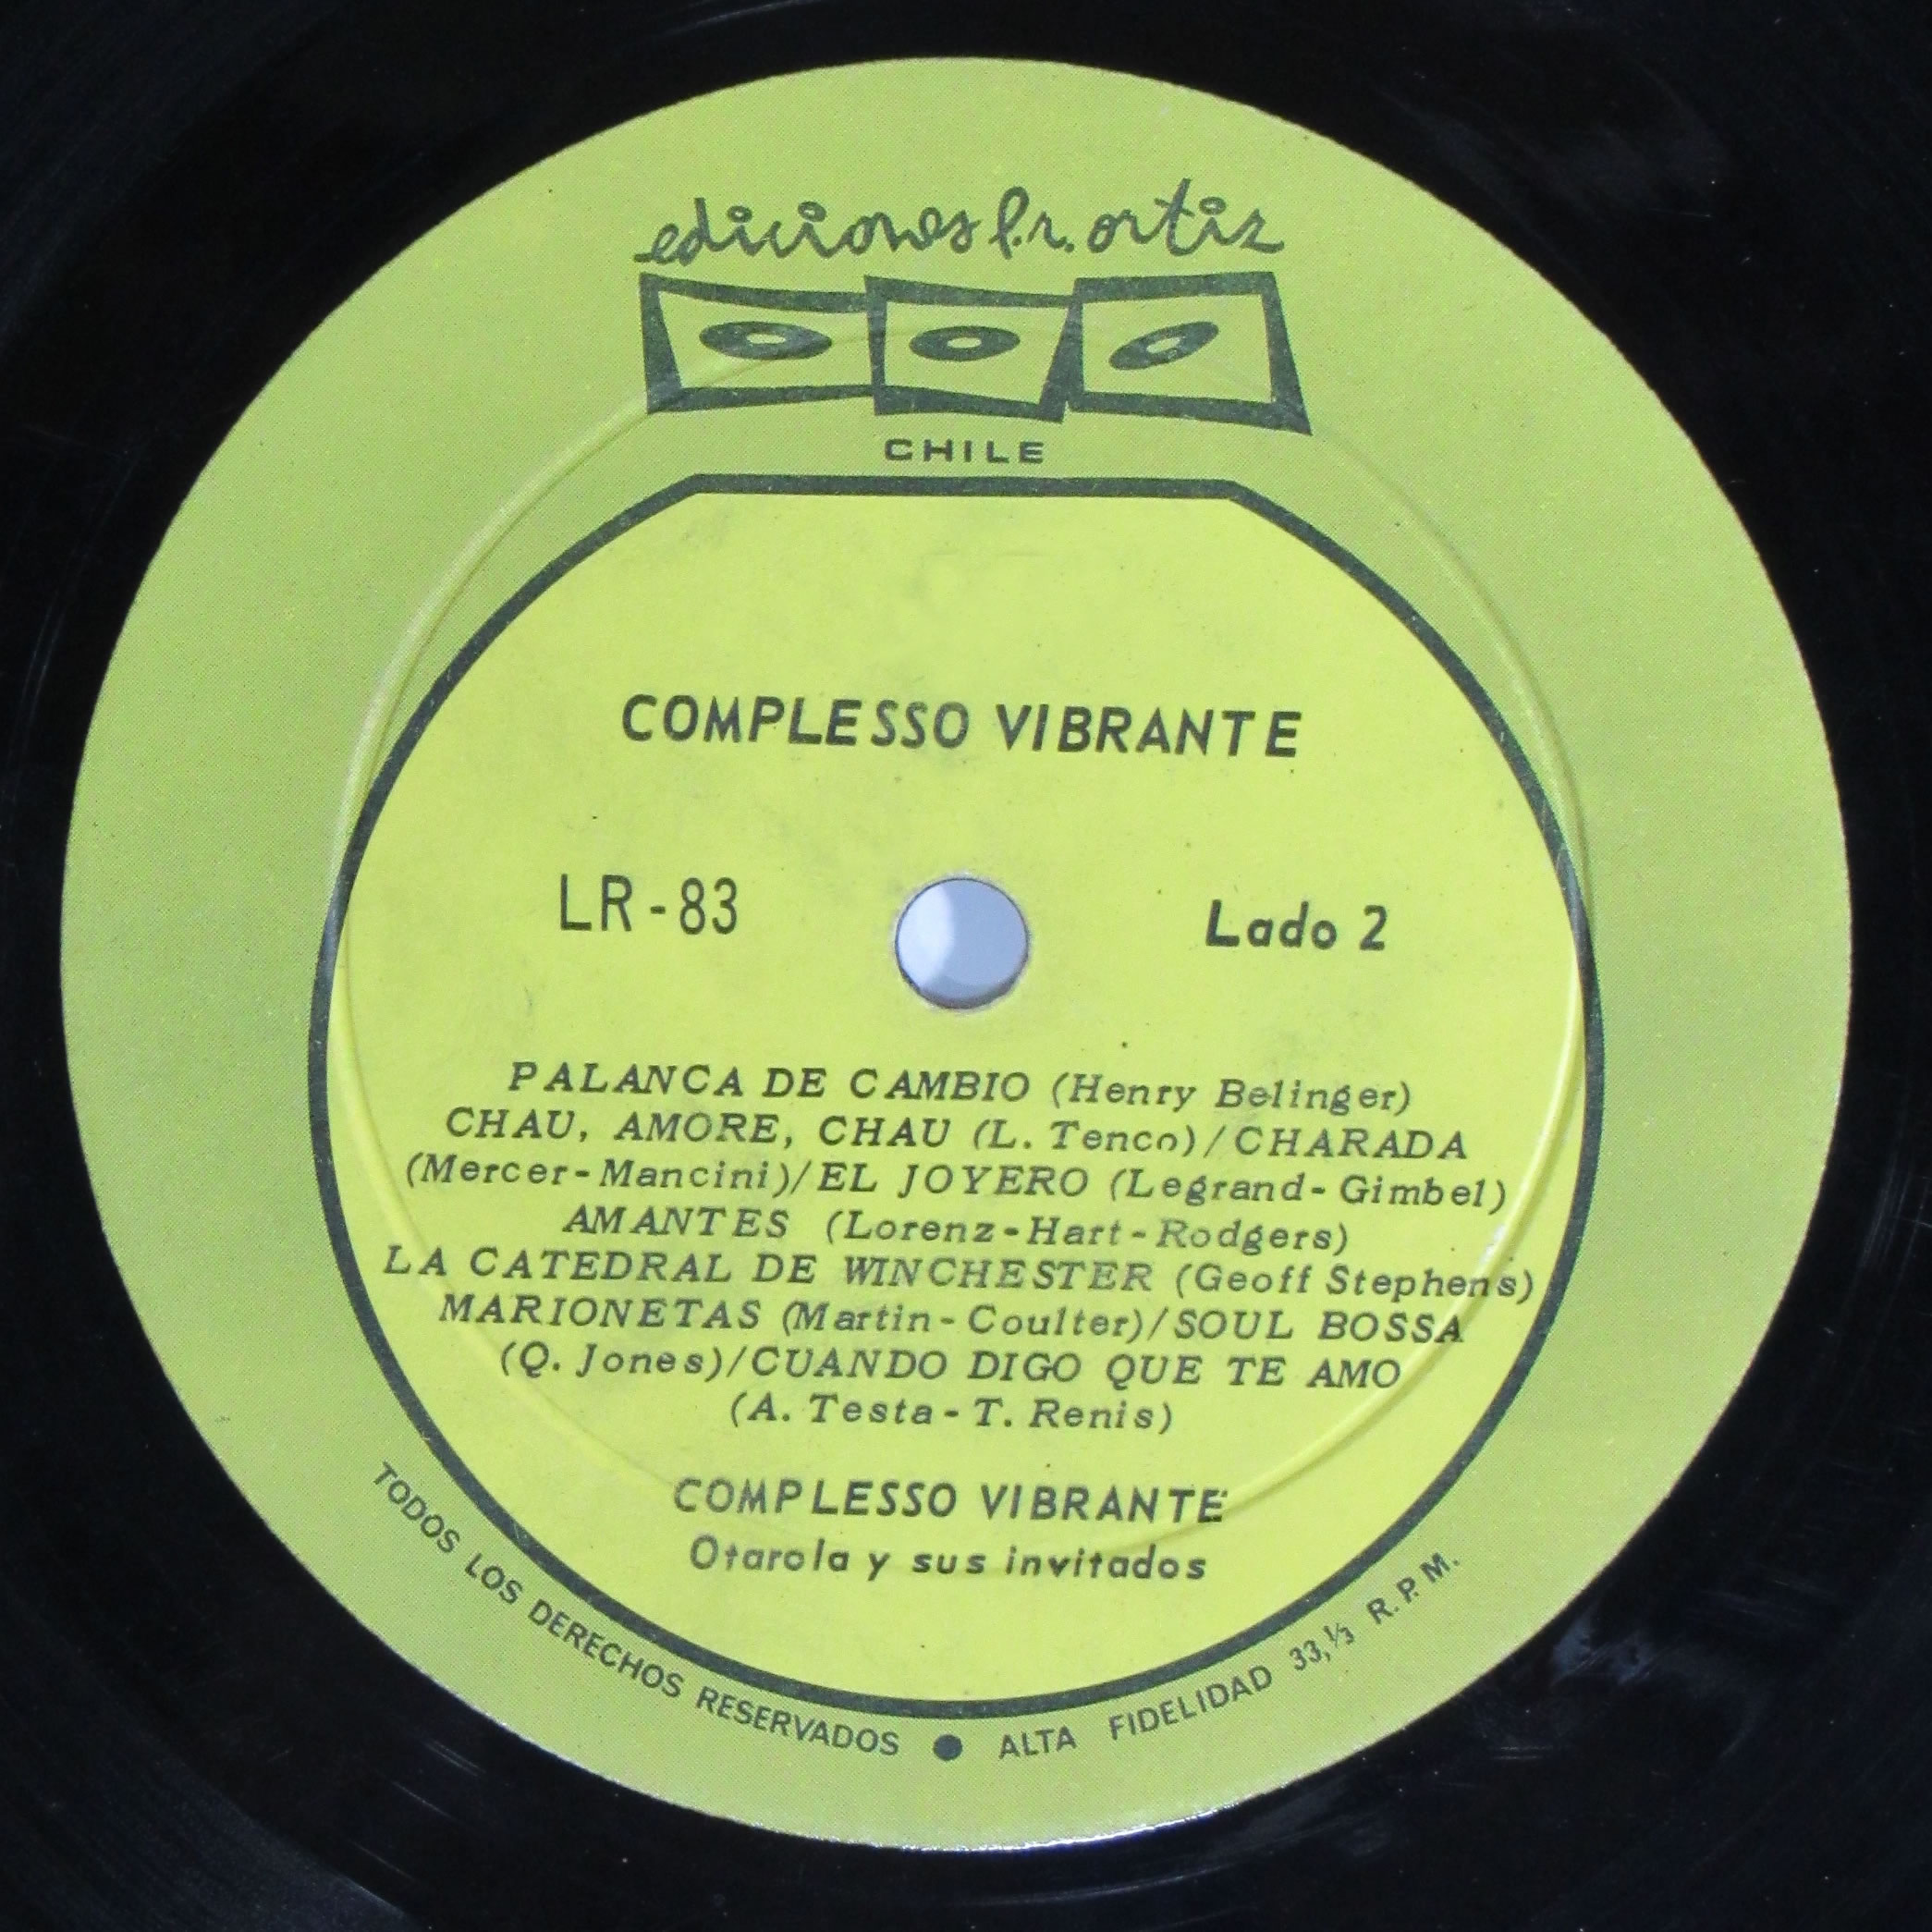 ediciones l.r. ortiz
CHILE
COMPLESSO VIBRANTE
LR-83
Lado 2
PALANCA DE CAMBIO (Henry Belinger)
CHAU, AMORE, CHAU (L. Tenco)/CHARADA
(Mercer-Mancini)/EL JOYERO (Legrand-Gimbel)
AMANTES (Lorenz-Hart-Rodgers)
LA CATEDRAL DE WINCHESTER (Geoff Stephens)
MARIONETAS (Martin-Coulter)/SOUL BOSSA
(Q. Jones)/CUANDO DIGO QUE TE AMO
(A. Testa-T. Renis)
COMPLESSO VIBRANTE
Otarola y sus invitados
TODOS LOS DERECHOS RESERVADOS ● ALTA FIDELIDAD 33,⅓ R.P.M.